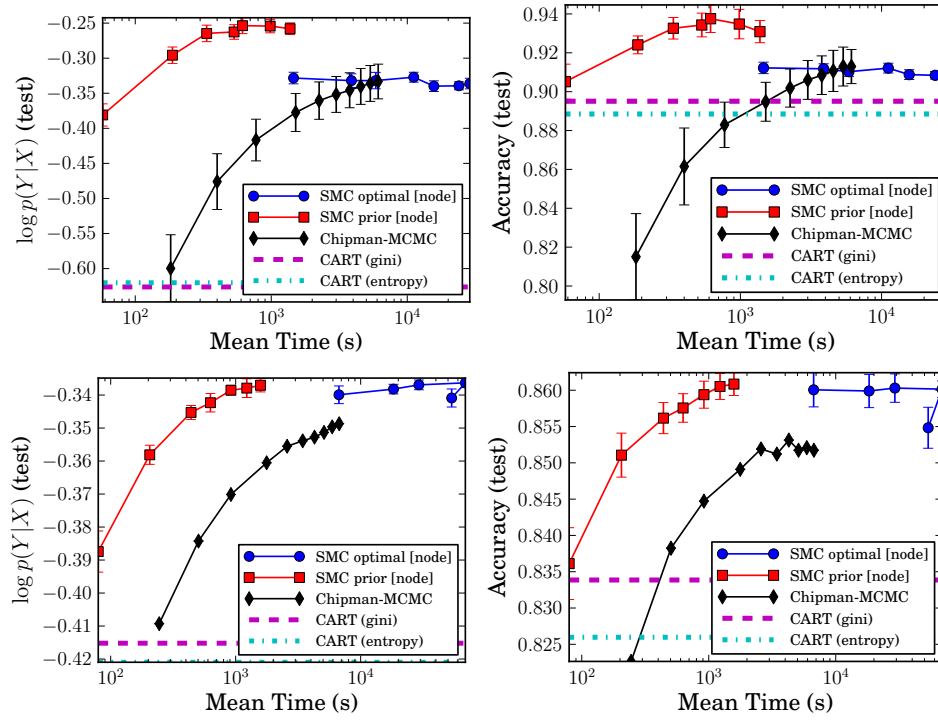 −0.25
−0.30
−0.35
−0.40
−0.45
−0.50
−0.55
−0.60
log p(Y|X) (test)
10² 10³ 10⁴
Mean Time (s)
SMC optimal [node]
SMC prior [node]
Chipman-MCMC
CART (gini)
CART (entropy)
0.94
0.92
0.90
0.88
0.86
0.84
0.82
0.80
Accuracy (test)
10² 10³ 10⁴
Mean Time (s)
SMC optimal [node]
SMC prior [node]
Chipman-MCMC
CART (gini)
CART (entropy)
−0.34
−0.35
−0.36
−0.37
−0.38
−0.39
−0.40
−0.41
−0.42
log p(Y|X) (test)
10² 10³ 10⁴
Mean Time (s)
SMC optimal [node]
SMC prior [node]
Chipman-MCMC
CART (gini)
CART (entropy)
0.860
0.855
0.850
0.845
0.840
0.835
0.830
0.825
Accuracy (test)
10² 10³ 10⁴
Mean Time (s)
SMC optimal [node]
SMC prior [node]
Chipman-MCMC
CART (gini)
CART (entropy)